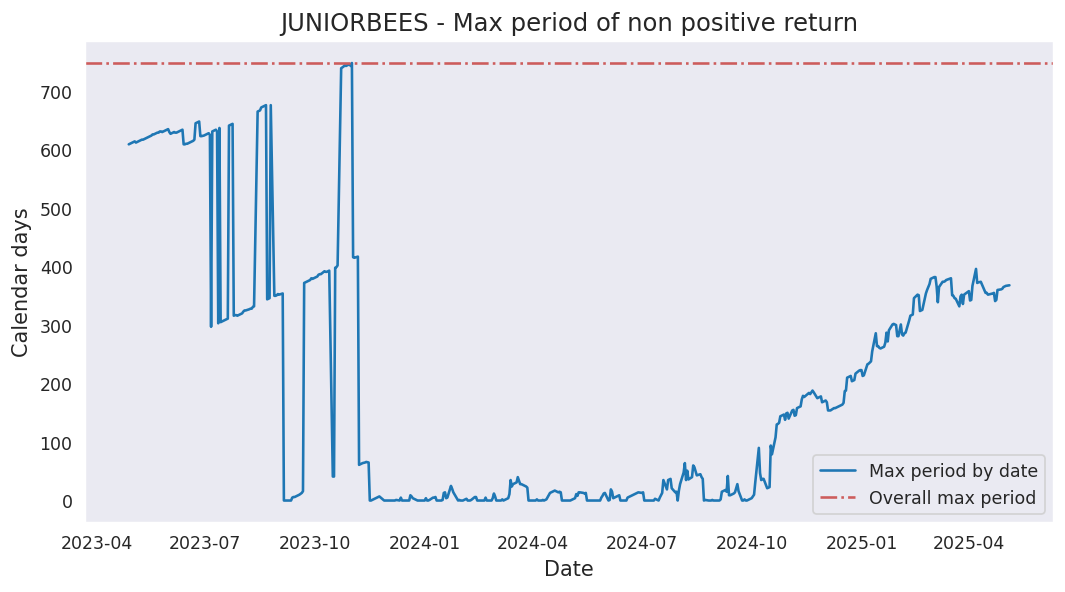 JUNIORBEES - Max period of non positive return
Calendar days
700
600
500
400
300
200
100
0
2023-04 2023-07 2023-10 2024-01 2024-04 2024-07 2024-10 2025-01 2025-04
Date
Max period by date
Overall max period